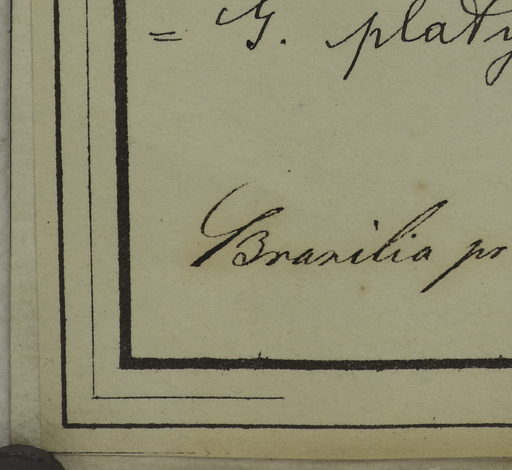 = G. platy
Brasilia pr